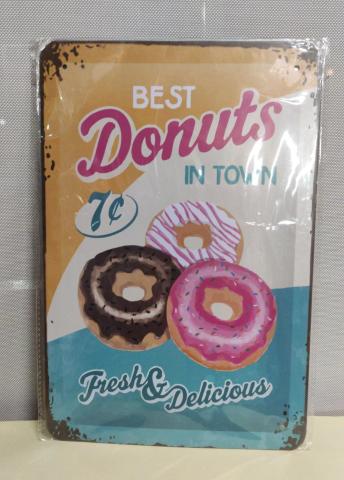 BEST
Donuts
IN TOWN
7¢
Fresh & Delicious